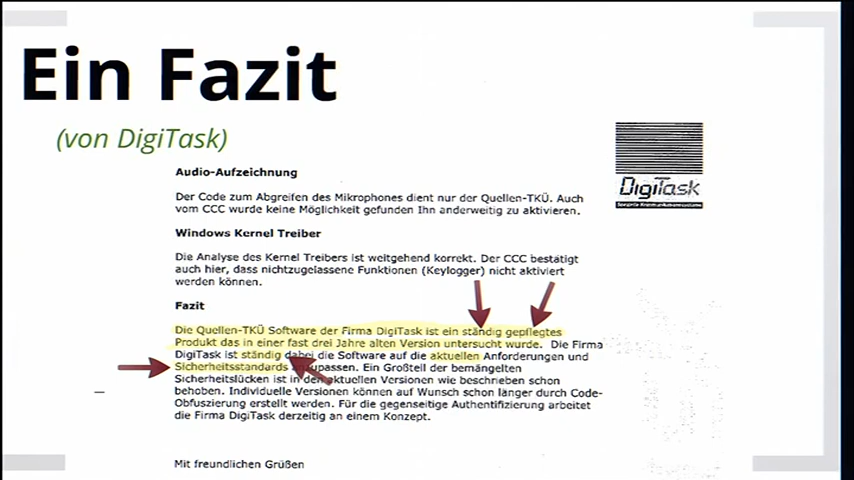 Ein Fazit
(von DigiTask)
DigiTask
Audio-Aufzeichnung
Der Code zum Abgreifen des Mikrophones dient nur der Quellen-TKÜ. Auch
vom CCC wurde keine Möglichkeit gefunden Ihn anderweitig zu aktivieren.
Windows Kernel Treiber
Die Analyse des Kernel Treibers ist weitgehend korrekt. Der CCC bestätigt
auch hier, dass nichtzugelassene Funktionen (Keylogger) nicht aktiviert
werden können.
Fazit
Die Quellen-TKÜ Software der Firma DigiTask ist ein ständig gepflegtes
Produkt das in einer fast drei Jahre alten Version untersucht wurde. Die Firma
DigiTask ist ständig dabei die Software auf die aktuellen Anforderungen und
Sicherheitsstandards anzupassen. Ein Großteil der bemängelten
Sicherheitslücken ist in den aktuellen Versionen wie beschrieben schon
behoben. Individuelle Versionen können auf Wunsch schon länger durch Code-
Obfuszierung erstellt werden. Für die gegenseitige Authentifizierung arbeitet
die Firma DigiTask derzeitig an einem Konzept.
Mit freundlichen Grüßen